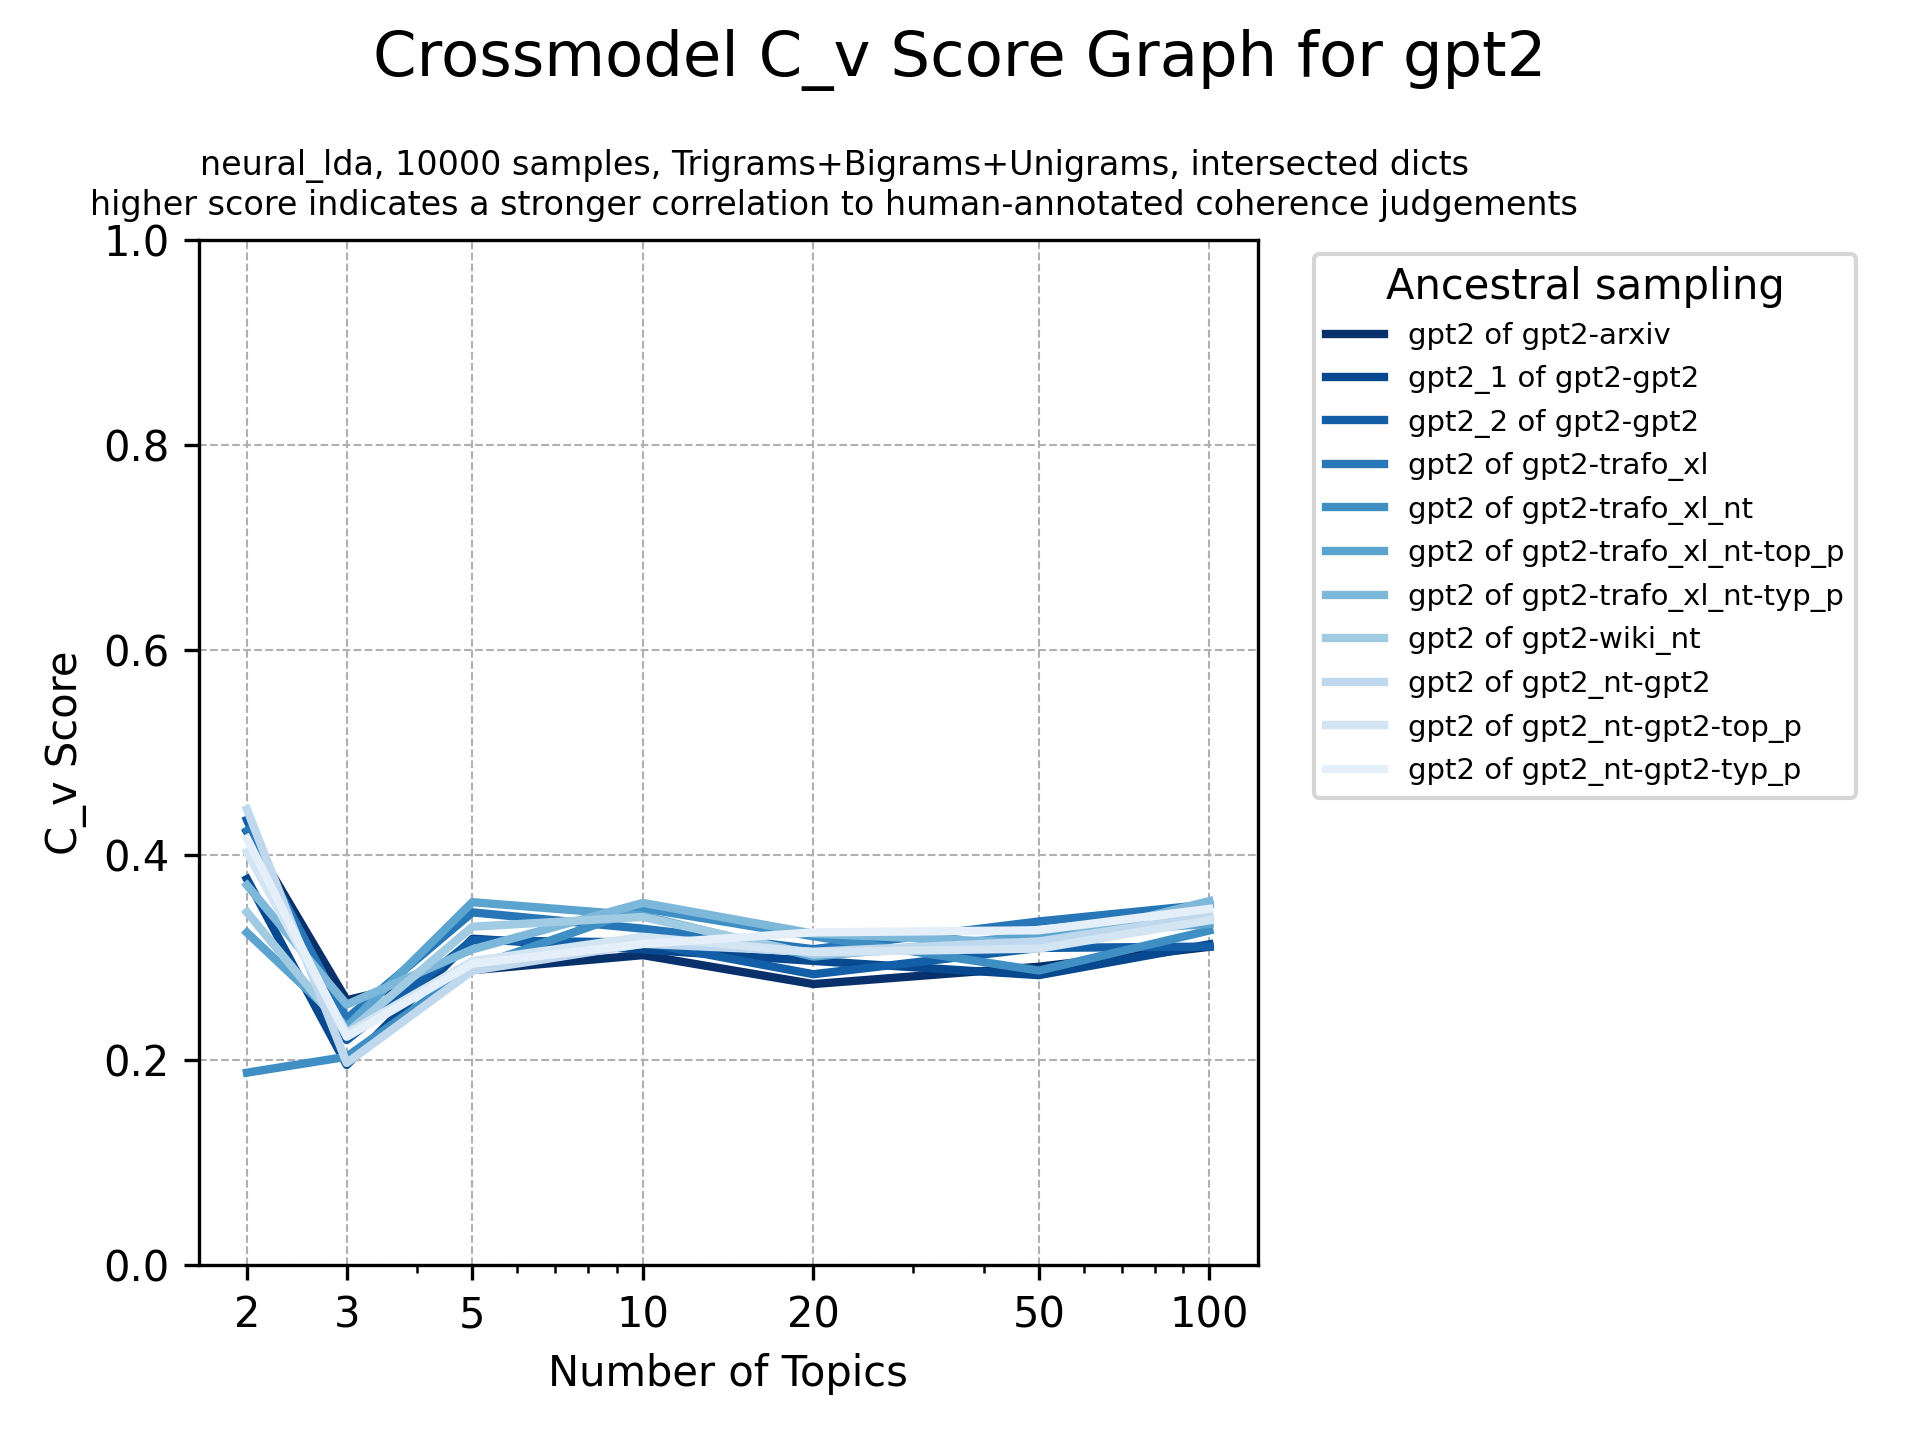 Crossmodel C_v Score Graph for gpt2
neural_lda, 10000 samples, Trigrams+Bigrams+Unigrams, intersected dicts
higher score indicates a stronger correlation to human-annotated coherence judgements
1.0
0.8
0.6
0.4
0.2
0.0
C_v Score
2 3 5 10 20 50 100
Number of Topics
Ancestral sampling
gpt2 of gpt2-arxiv
gpt2_1 of gpt2-gpt2
gpt2_2 of gpt2-gpt2
gpt2 of gpt2-trafo_xl
gpt2 of gpt2-trafo_xl_nt
gpt2 of gpt2-trafo_xl_nt-top_p
gpt2 of gpt2-trafo_xl_nt-typ_p
gpt2 of gpt2-wiki_nt
gpt2 of gpt2_nt-gpt2
gpt2 of gpt2_nt-gpt2-top_p
gpt2 of gpt2_nt-gpt2-typ_p